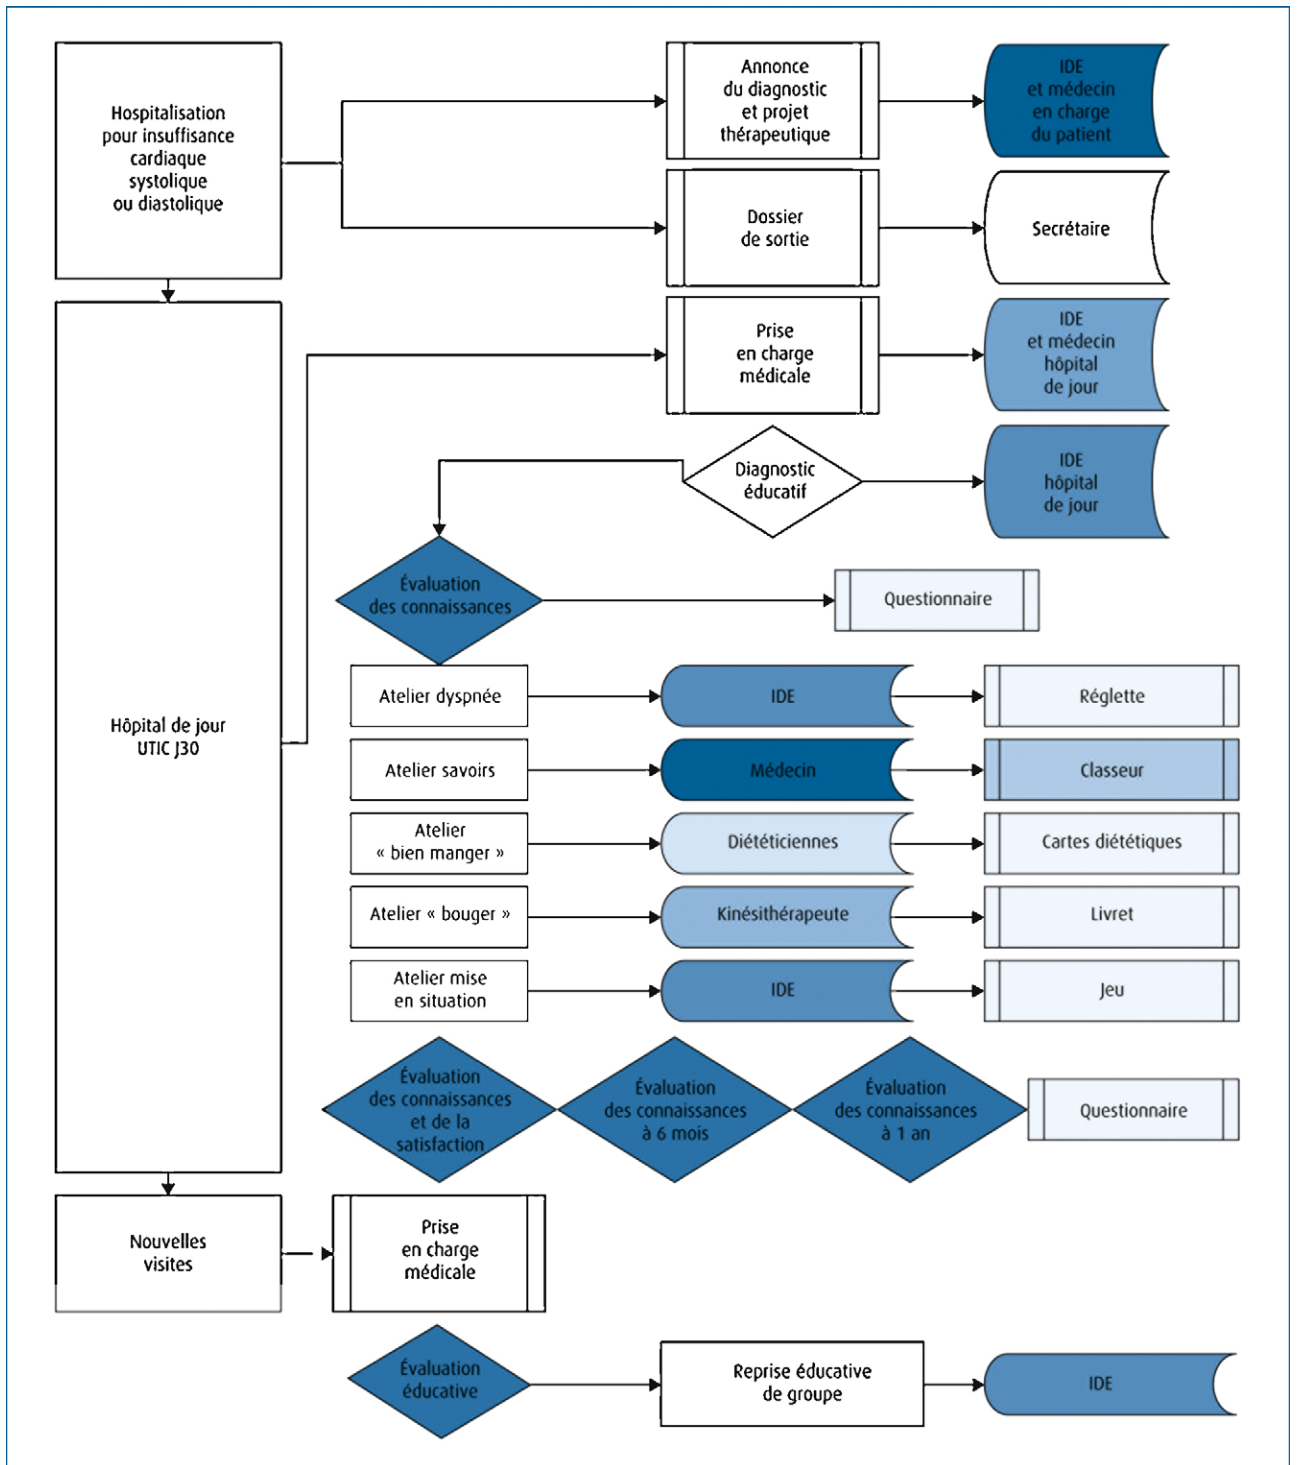 Hospitalisation
pour insuffisance
cardiaque
systolique
ou diastolique
Annonce
du diagnostic
et projet
thérapeutique
IDE
et médecin
en charge
du patient
Dossier
de sortie
Secrétaire
Prise
en charge
médicale
IDE
et médecin
hôpital
de jour
Diagnostic
éducatif
IDE
hôpital
de jour
Évaluation
des connaissances
Questionnaire
Hôpital de jour
UTIC J30
Atelier dyspnée
IDE
Réglette
Atelier savoirs
Médecin
Classeur
Atelier
« bien manger »
Diététiciennes
Cartes diététiques
Atelier « bouger »
Kinésithérapeute
Livret
Atelier mise
en situation
IDE
Jeu
Évaluation
des connaissances
et de la
satisfaction
Évaluation
des connaissances
à 6 mois
Évaluation
des connaissances
à 1 an
Questionnaire
Nouvelles
visites
Prise
en charge
médicale
Évaluation
éducative
Reprise éducative
de groupe
IDE